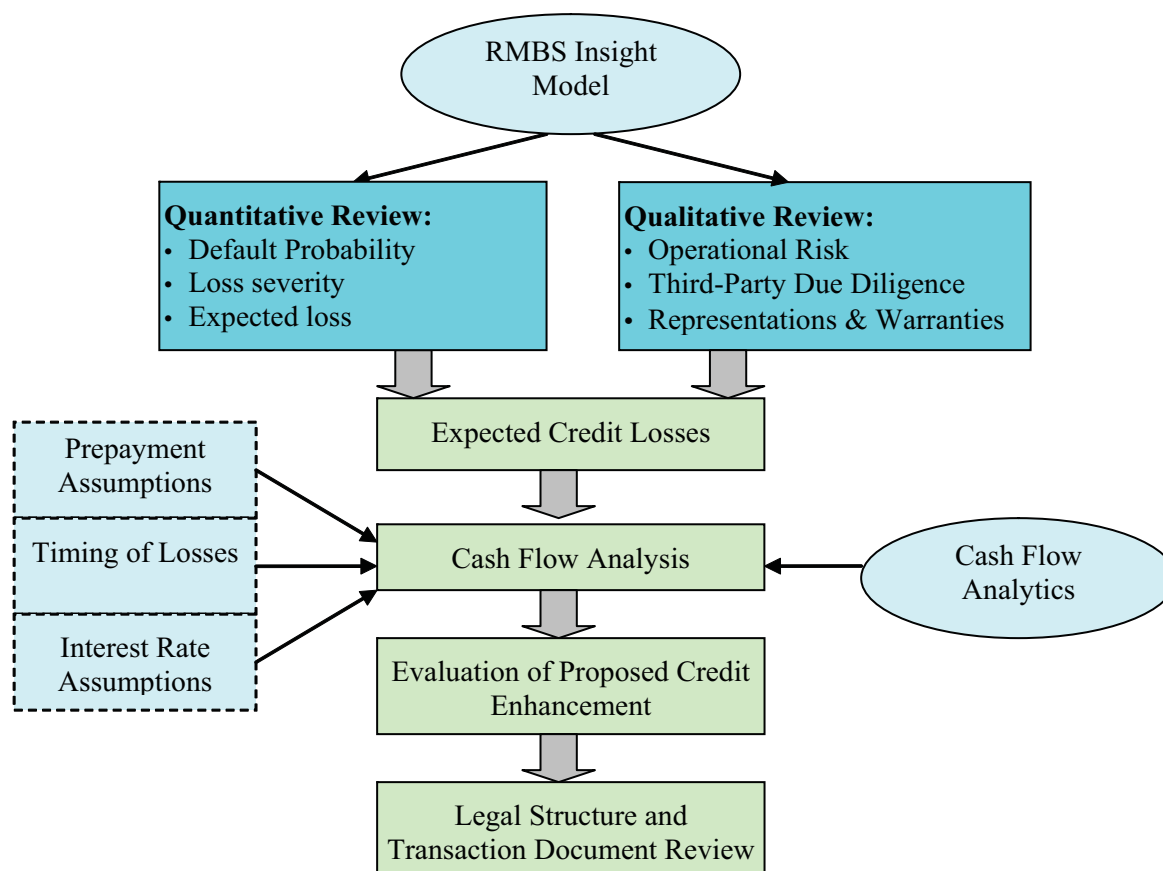 RMBS Insight
Model
Quantitative Review:
• Default Probability
• Loss severity
• Expected loss
Qualitative Review:
• Operational Risk
• Third-Party Due Diligence
• Representations & Warranties
Expected Credit Losses
Prepayment
Assumptions
Timing of Losses
Interest Rate
Assumptions
Cash Flow Analysis
Cash Flow
Analytics
Evaluation of Proposed Credit
Enhancement
Legal Structure and
Transaction Document Review